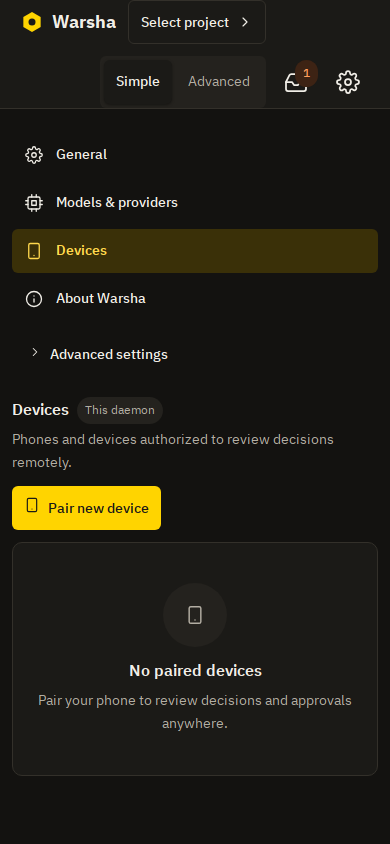 Warsha
Select project
Simple
Advanced
1
General
Models & providers
Devices
About Warsha
Advanced settings
Devices
This daemon
Phones and devices authorized to review decisions
remotely.
Pair new device
No paired devices
Pair your phone to review decisions and approvals
anywhere.